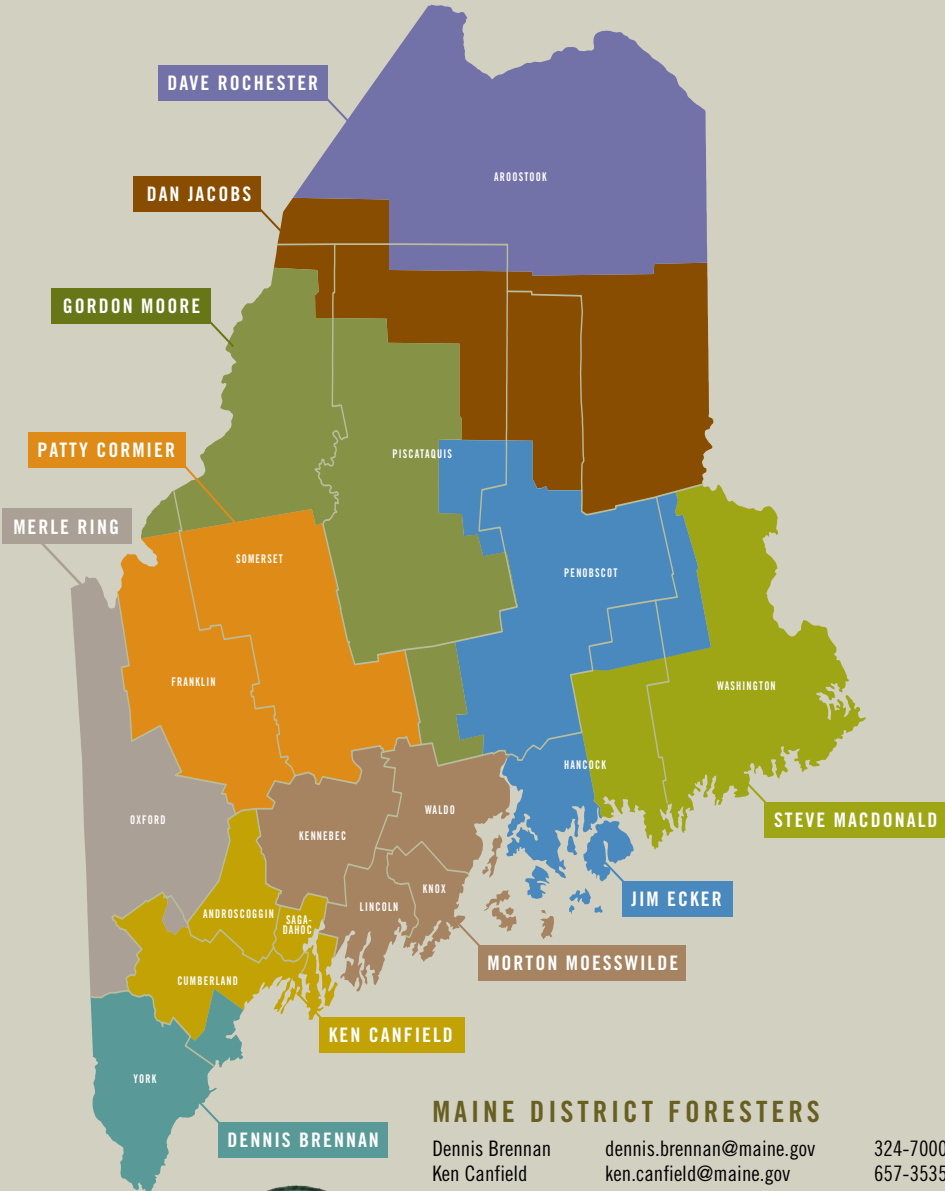 DAVE ROCHESTER
AROOSTOOK
DAN JACOBS
GORDON MOORE
PATTY CORMIER
PISCATAQUIS
MERLE RING
SOMERSET
PENOBSCOT
FRANKLIN
WASHINGTON
HANCOCK
OXFORD
WALDO
KENNEBEC
STEVE MACDONALD
KNOX
JIM ECKER
LINCOLN
ANDROSCOGGIN
SAGA-
DAHOC
MORTON MOESSWILDE
CUMBERLAND
KEN CANFIELD
YORK
DENNIS BRENNAN
MAINE DISTRICT FORESTERS
Dennis Brennan dennis.brennan@maine.gov 324-7000
Ken Canfield ken.canfield@maine.gov 657-3535